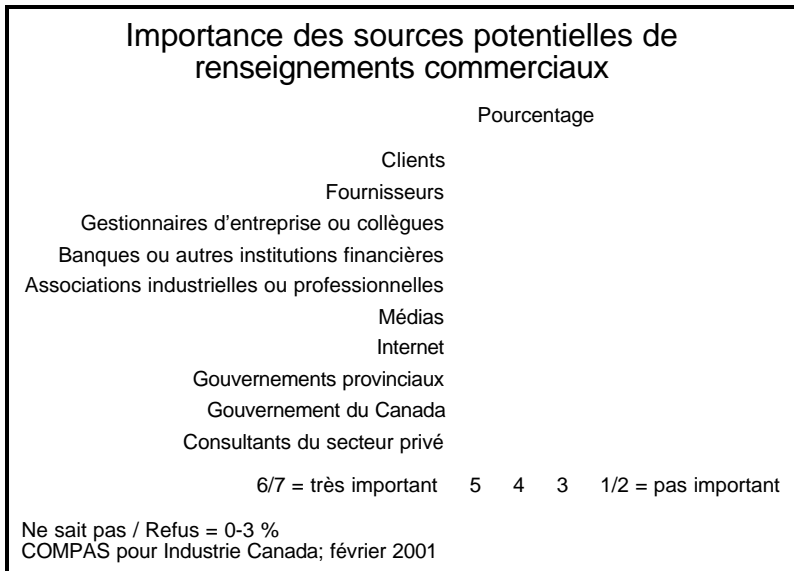 Importance des sources potentielles de
renseignements commerciaux
Pourcentage
Clients
Fournisseurs
Gestionnaires d'entreprise ou collègues
Banques ou autres institutions financières
Associations industrielles ou professionnelles
Médias
Internet
Gouvernements provinciaux
Gouvernement du Canada
Consultants du secteur privé
6/7 = très important 5 4 3 1/2 = pas important
Ne sait pas / Refus = 0-3 %
COMPAS pour Industrie Canada; février 2001